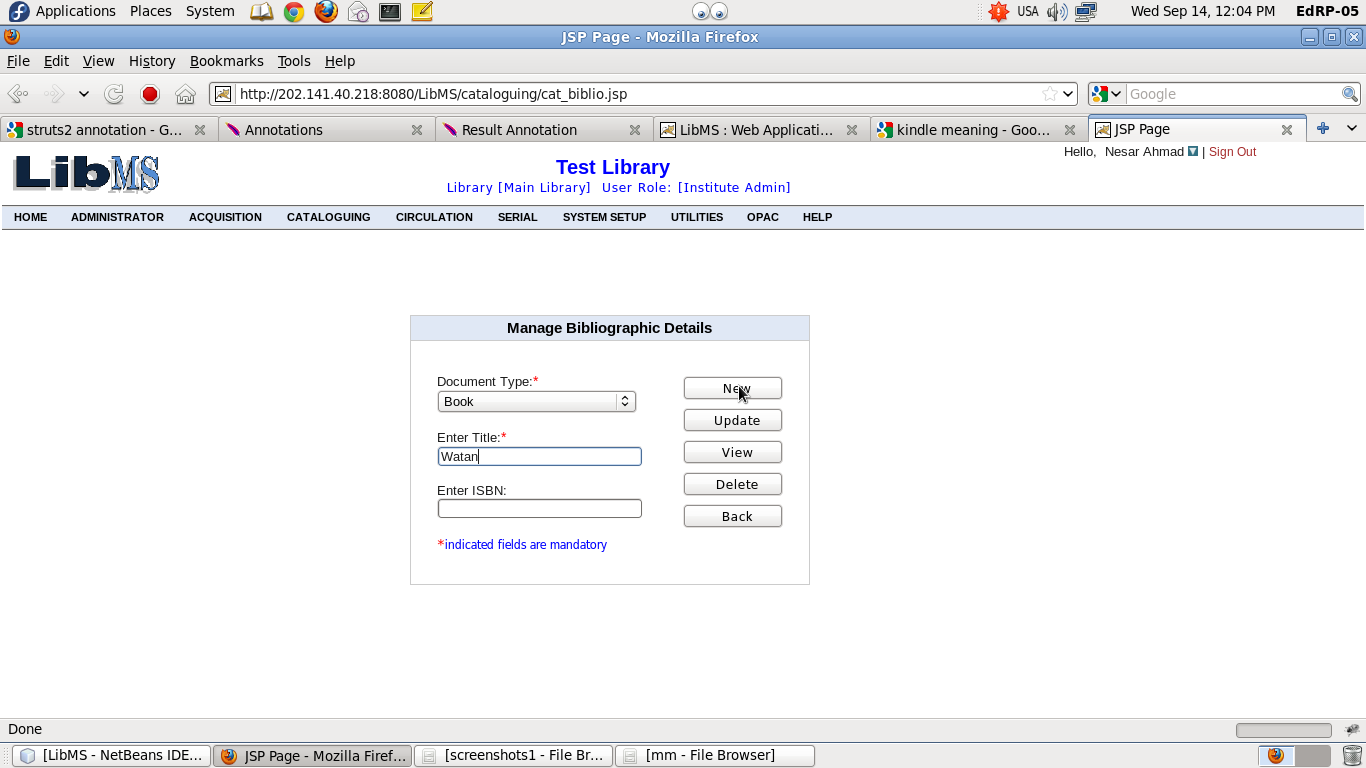 Applications Places System USA Wed Sep 14, 12:04 PM EdRP-05
JSP Page - Mozilla Firefox
File Edit View History Bookmarks Tools Help
http://202.141.40.218:8080/LibMS/cataloguing/cat_biblio.jsp Google
struts2 annotation - G... Annotations Result Annotation LibMS : Web Applicati... kindle meaning - Goo... JSP Page
Hello, Nesar Ahmad | Sign Out
LibMS
Test Library
Library [Main Library] User Role: [Institute Admin]
HOME ADMINISTRATOR ACQUISITION CATALOGUING CIRCULATION SERIAL SYSTEM SETUP UTILITIES OPAC HELP
Manage Bibliographic Details
Document Type:*
Book
Enter Title:*
Watan
Enter ISBN:
*indicated fields are mandatory
New
Update
View
Delete
Back
Done
[LibMS - NetBeans IDE... JSP Page - Mozilla Firef... [screenshots1 - File Br... [mm - File Browser]